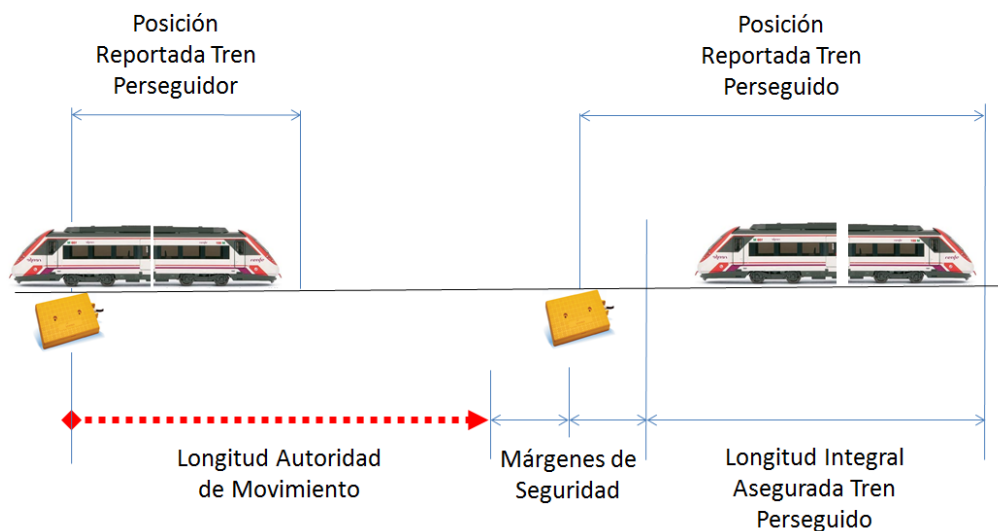 Posición
Reportada Tren
Perseguidor
Posición
Reportada Tren
Perseguido
Longitud Autoridad
de Movimiento
Márgenes de
Seguridad
Longitud Integral
Asegurada Tren
Perseguido